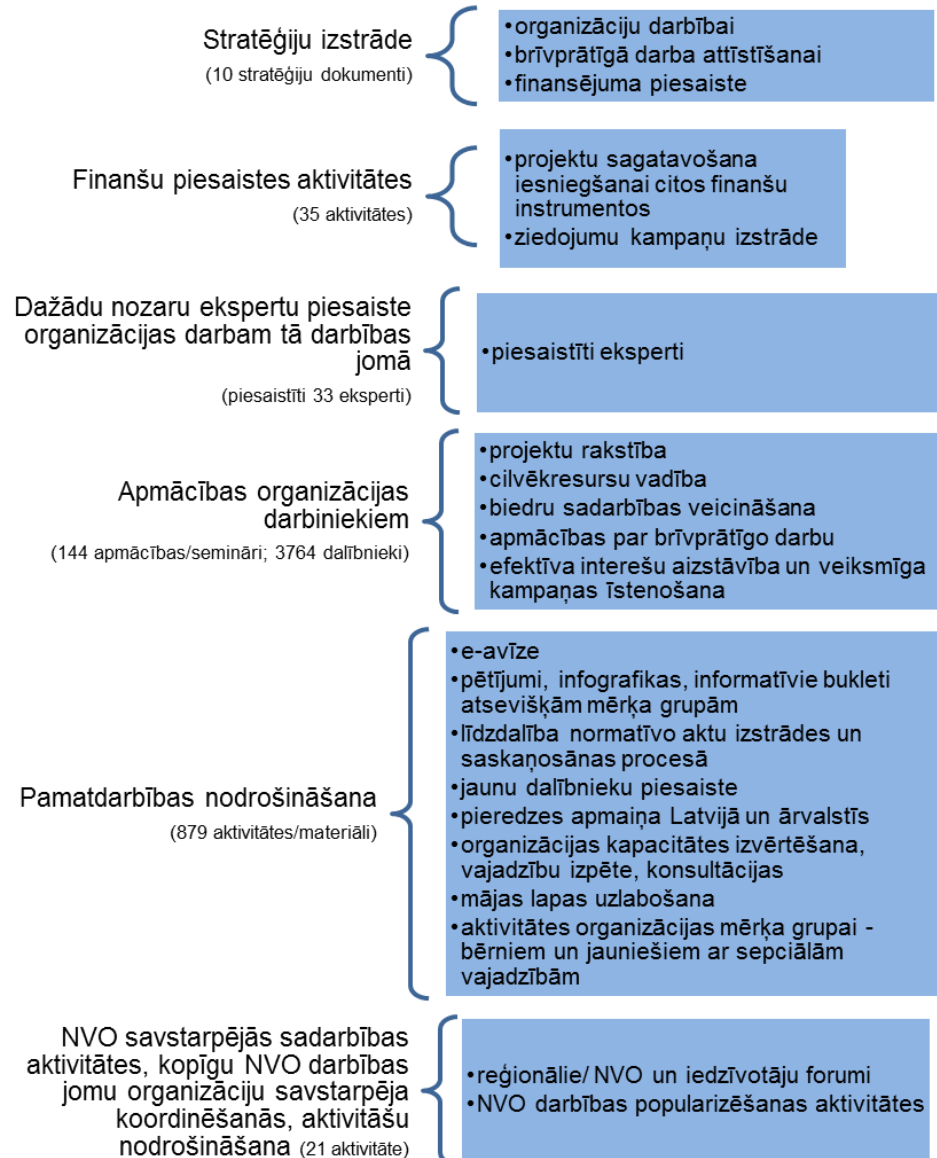 Stratēģiju izstrāde
(10 stratēģiju dokumenti)
•organizāciju darbībai
•brīvprātīgā darba attīstīšanai
•finansējuma piesaiste
Finanšu piesaistes aktivitātes
(35 aktivitātes)
•projektu sagatavošana
iesniegšanai citos finanšu
instrumentos
•ziedojumu kampaņu izstrāde
Dažādu nozaru ekspertu piesaiste
organizācijas darbam tā darbības
jomā
(piesaistīti 33 eksperti)
•piesaistīti eksperti
Apmācības organizācijas
darbiniekiem
(144 apmācības/semināri; 3764 dalībnieki)
•projektu rakstība
•cilvēkresursu vadība
•biedru sadarbības veicināšana
•apmācības par brīvprātīgo darbu
•efektīva interešu aizstāvība un veiksmīga
kampaņas īstenošana
Pamatdarbības nodrošināšana
(879 aktivitātes/materiāli)
•e-avīze
•pētījumi, infografikas, informatīvie bukleti
atsevišķām mērķa grupām
•līdzdalība normatīvo aktu izstrādes un
saskaņosānas procesā
•jaunu dalībnieku piesaiste
•pieredzes apmaiņa Latvijā un ārvalstīs
•organizācijas kapacitātes izvērtēšana,
vajadzību izpēte, konsultācijas
•mājas lapas uzlabošana
•aktivitātes organizācijas mērķa grupai -
bērniem un jauniešiem ar sepciālām
vajadzībām
NVO savstarpējās sadarbības
aktivitātes, kopīgu NVO darbības
jomu organizāciju savstarpēja
koordinēšanās, aktivitāšu
nodrošināšana (21 aktivitāte)
•reģionālie/ NVO un iedzīvotāju forumi
•NVO darbības popularizēšanas aktivitātes